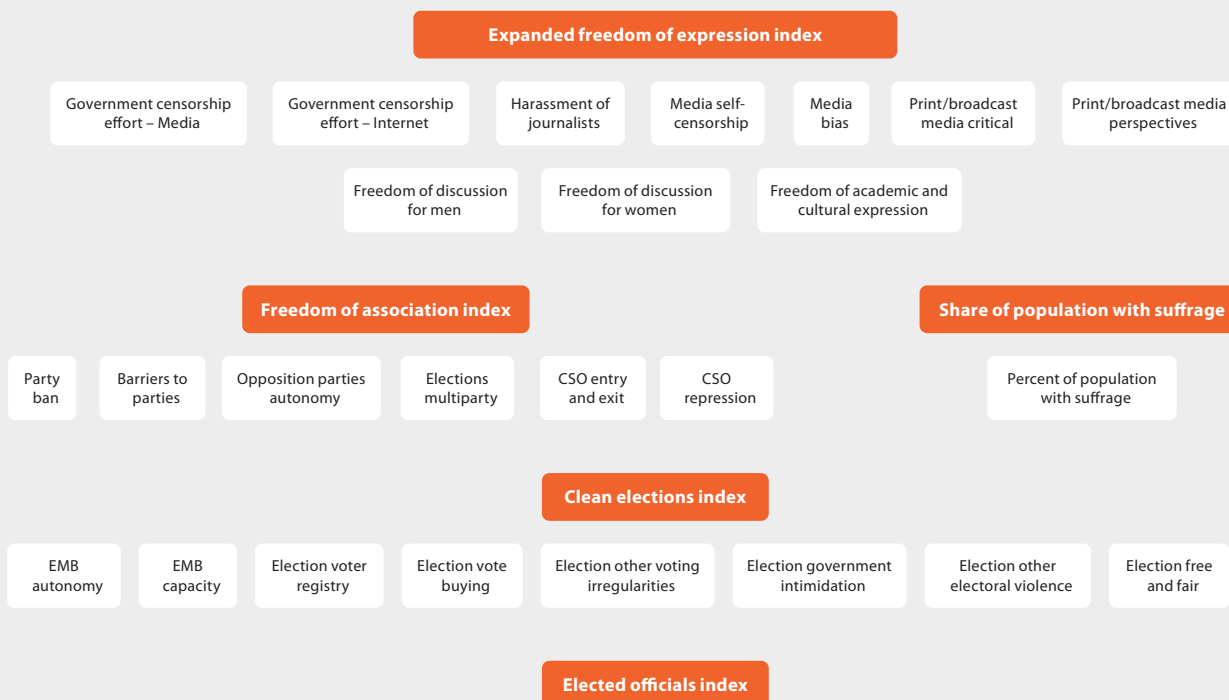 Expanded freedom of expression index
Government censorship
effort – Media
Government censorship
effort – Internet
Harassment of
journalists
Media self-
censorship
Media
bias
Print/broadcast
media critical
Print/broadcast media
perspectives
Freedom of discussion
for men
Freedom of discussion
for women
Freedom of academic and
cultural expression
Freedom of association index
Share of population with suffrage
Party
ban
Barriers to
parties
Opposition parties
autonomy
Elections
multiparty
CSO entry
and exit
CSO
repression
Percent of population
with suffrage
Clean elections index
EMB
autonomy
EMB
capacity
Election voter
registry
Election vote
buying
Election other voting
irregularities
Election government
intimidation
Election other
electoral violence
Election free
and fair
Elected officials index